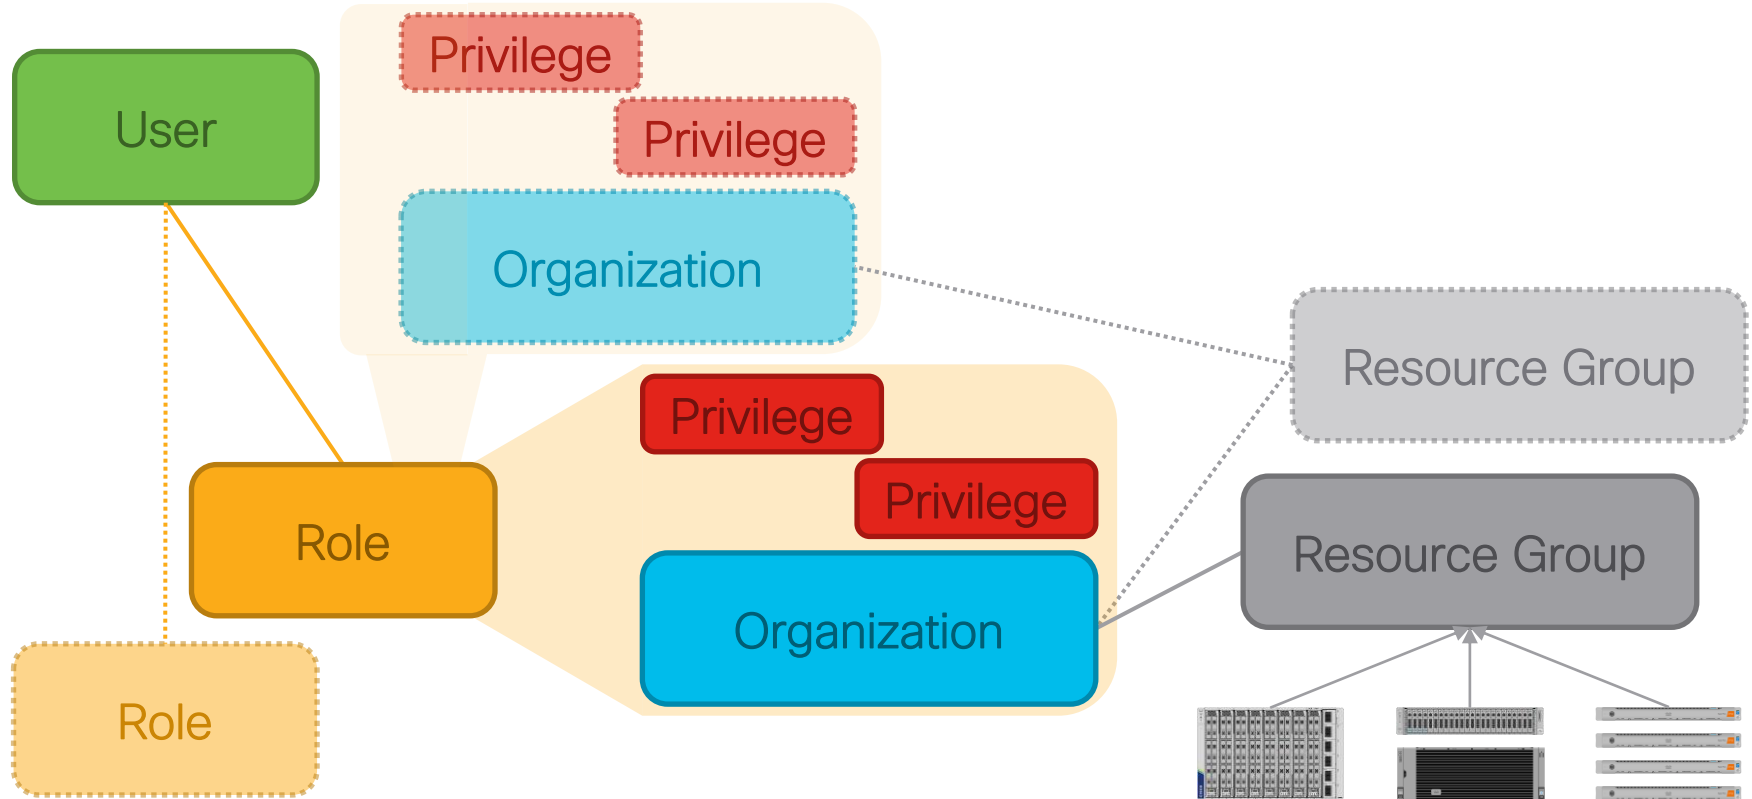 Privilege
User
Privilege
Organization
Resource Group
Privilege
Privilege
Role
Resource Group
Organization
Role